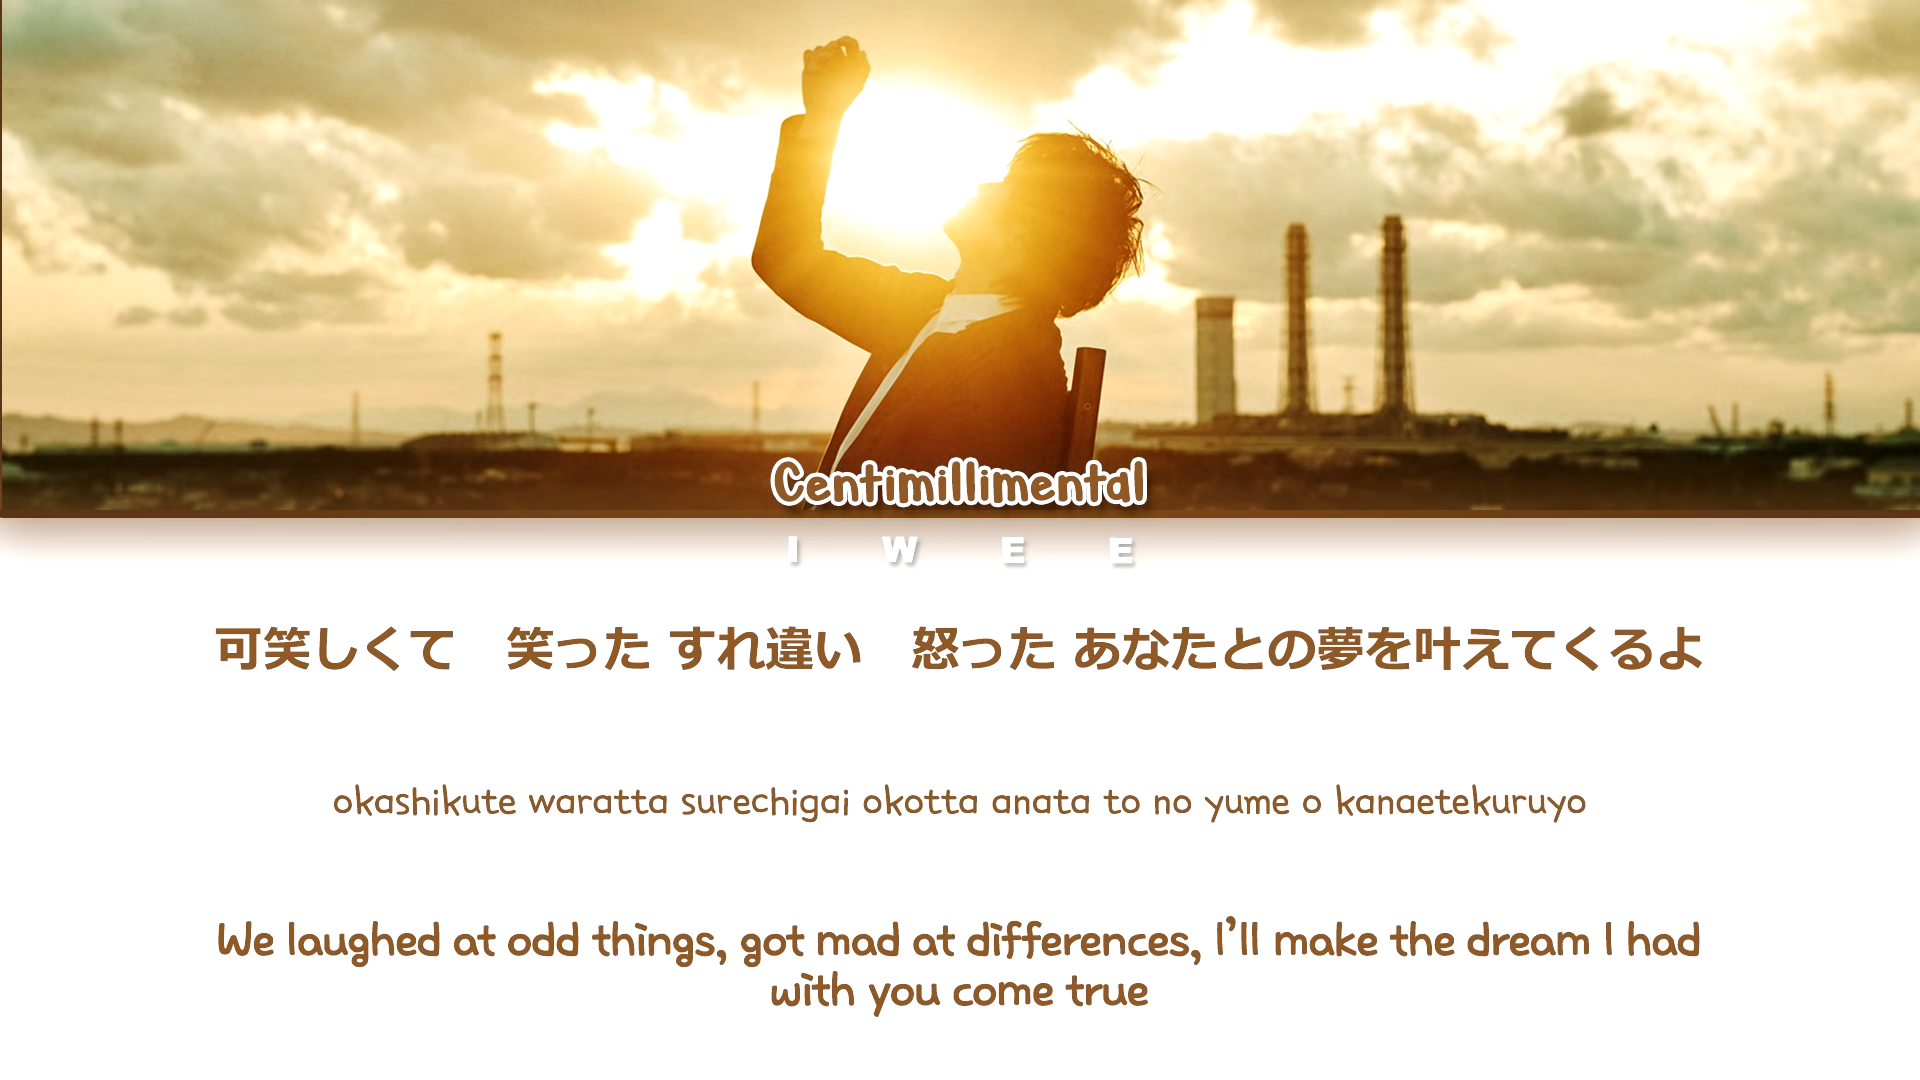 Centimillimental
I W E E
可笑しくて　笑った すれ違い　怒った あなたとの夢を叶えてくるよ
okashikute waratta surechigai okotta anata to no yume o kanaetekuruyo
We laughed at odd things, got mad at differences, I'll make the dream I had
with you come true